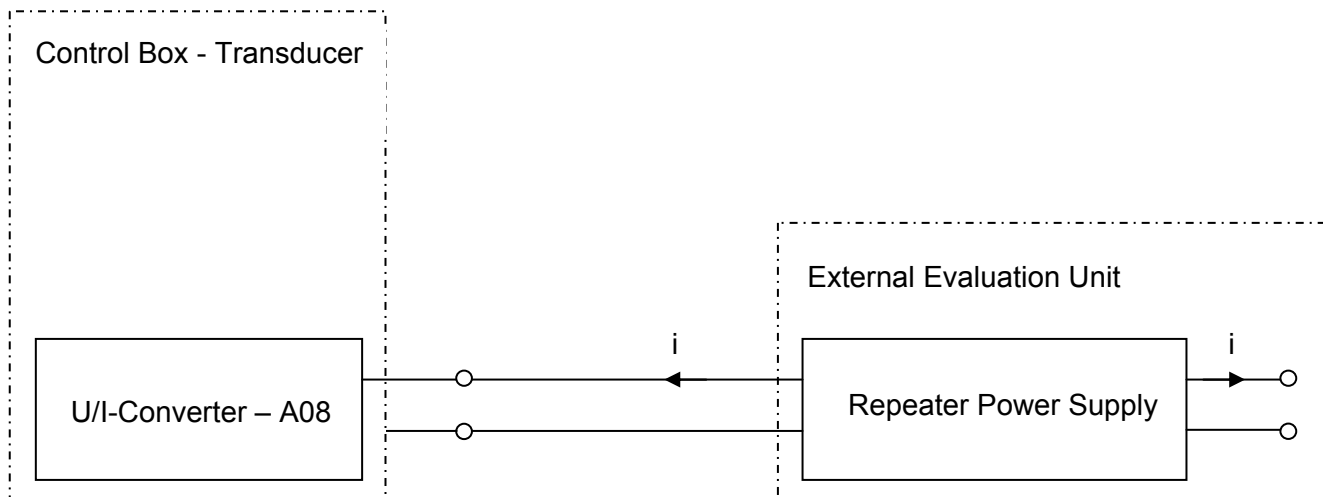 Control Box - Transducer
External Evaluation Unit
i
i
U/I-Converter – A08
Repeater Power Supply